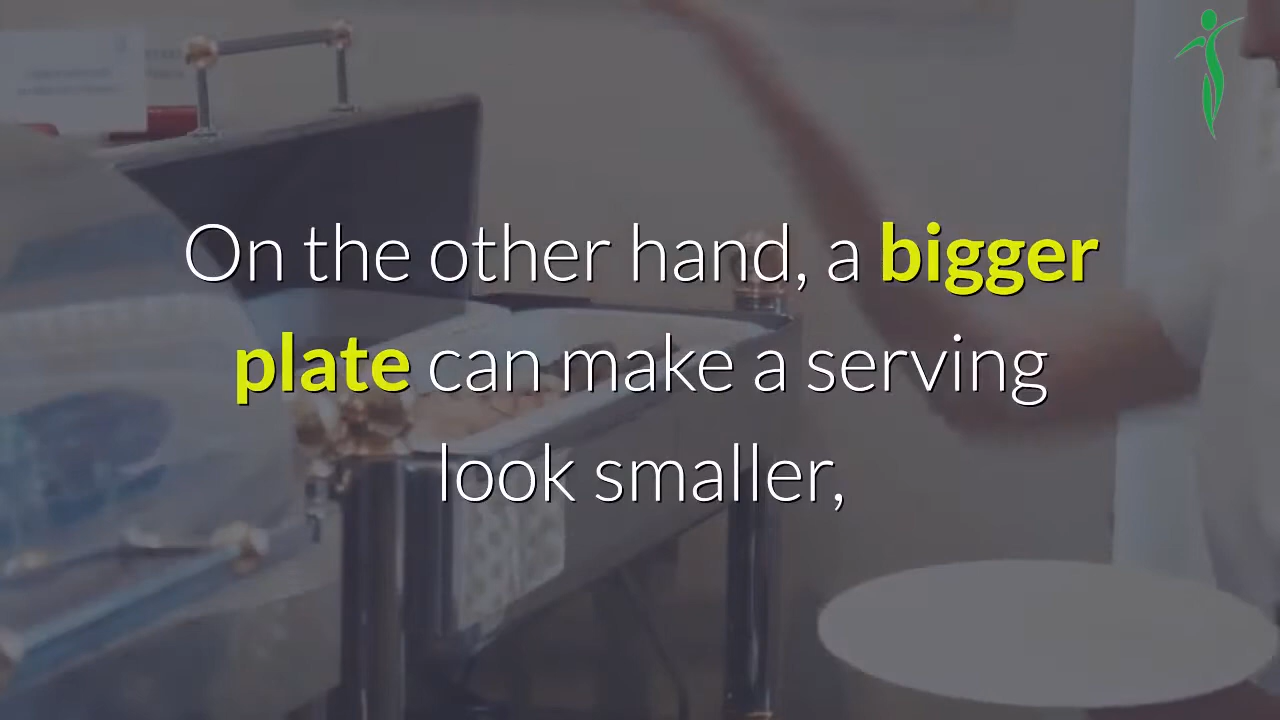 On the other hand, a bigger
plate can make a serving
look smaller,